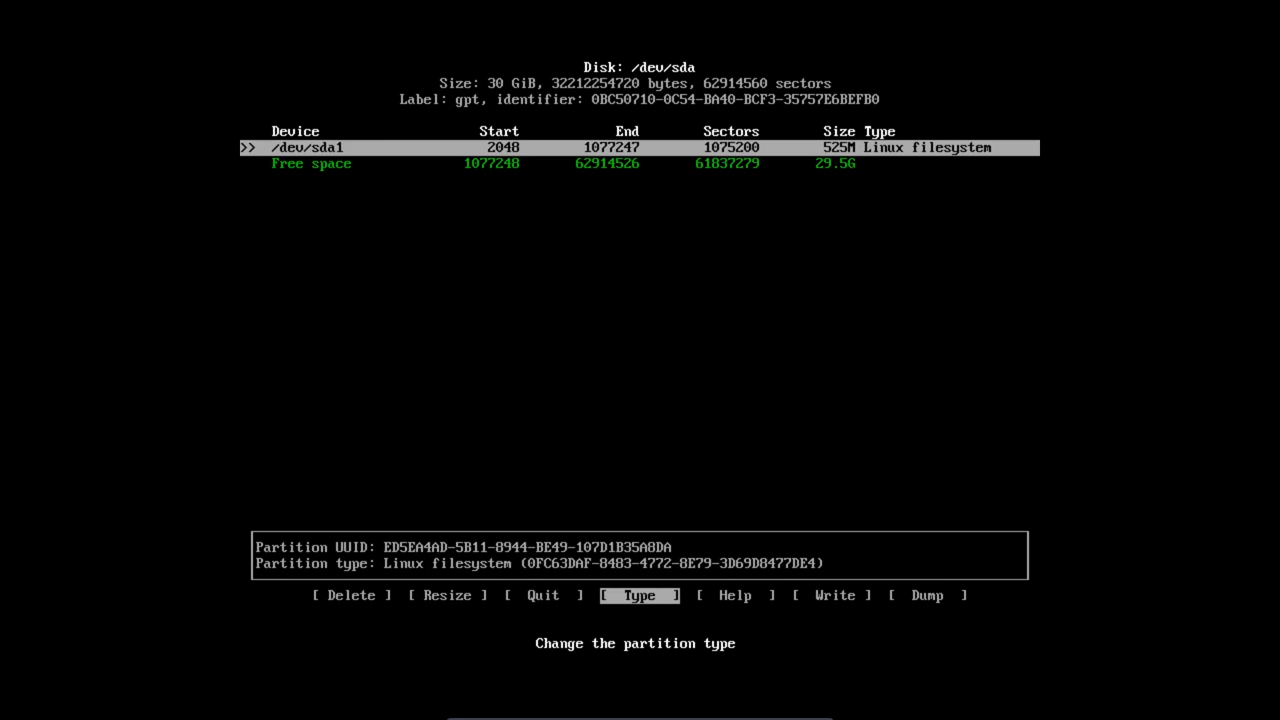 Disk: /dev/sda
Size: 30 GiB, 32212254720 bytes, 62914560 sectors
Label: gpt, identifier: 0BC50710-0C54-BA40-BCF3-35757E6BEFB0
Device Start End Sectors Size Type
>> /dev/sda1 2048 1077247 1075200 525M Linux filesystem
Free space 1077248 62914526 61837279 29.5G
Partition UUID: ED5EA4AD-5B11-8944-BE49-107D1B35A8DA
Partition type: Linux filesystem (0FC63DAF-8483-4772-8E79-3D69D8477DE4)
[ Delete ] [ Resize ] [ Quit ] [ Type ] [ Help ] [ Write ] [ Dump ]
Change the partition type